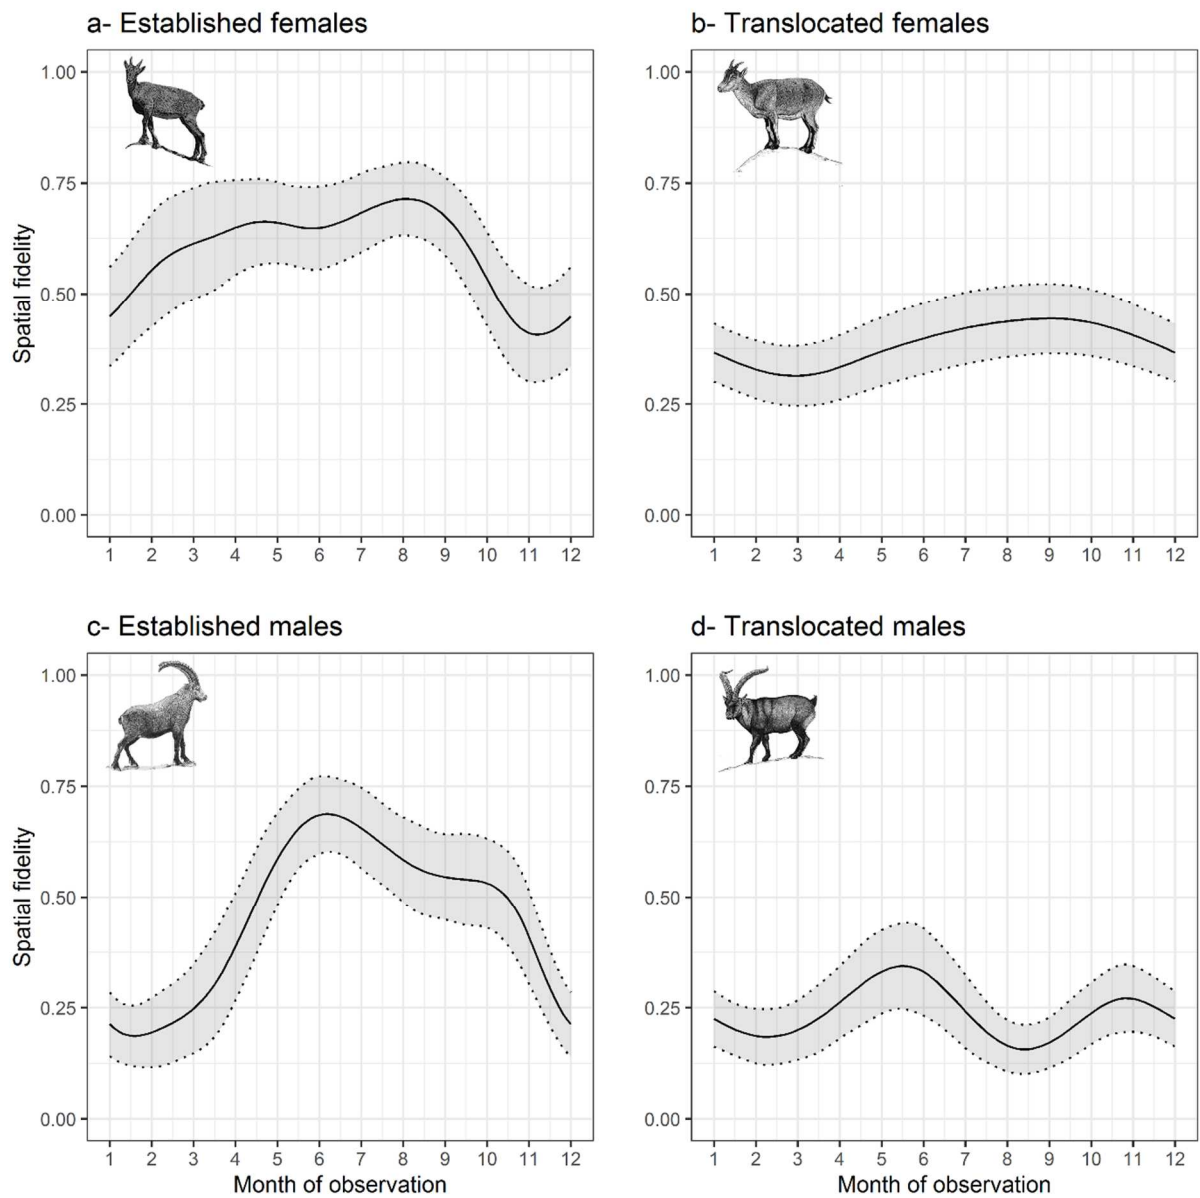 a- Established females
b- Translocated females
1.00
0.75
0.50
0.25
0.00
Spatial fidelity
1 2 3 4 5 6 7 8 9 10 11 12
1.00
0.75
0.50
0.25
0.00
1 2 3 4 5 6 7 8 9 10 11 12
c- Established males
d- Translocated males
1.00
0.75
0.50
0.25
0.00
Spatial fidelity
1 2 3 4 5 6 7 8 9 10 11 12
Month of observation
1.00
0.75
0.50
0.25
0.00
1 2 3 4 5 6 7 8 9 10 11 12
Month of observation